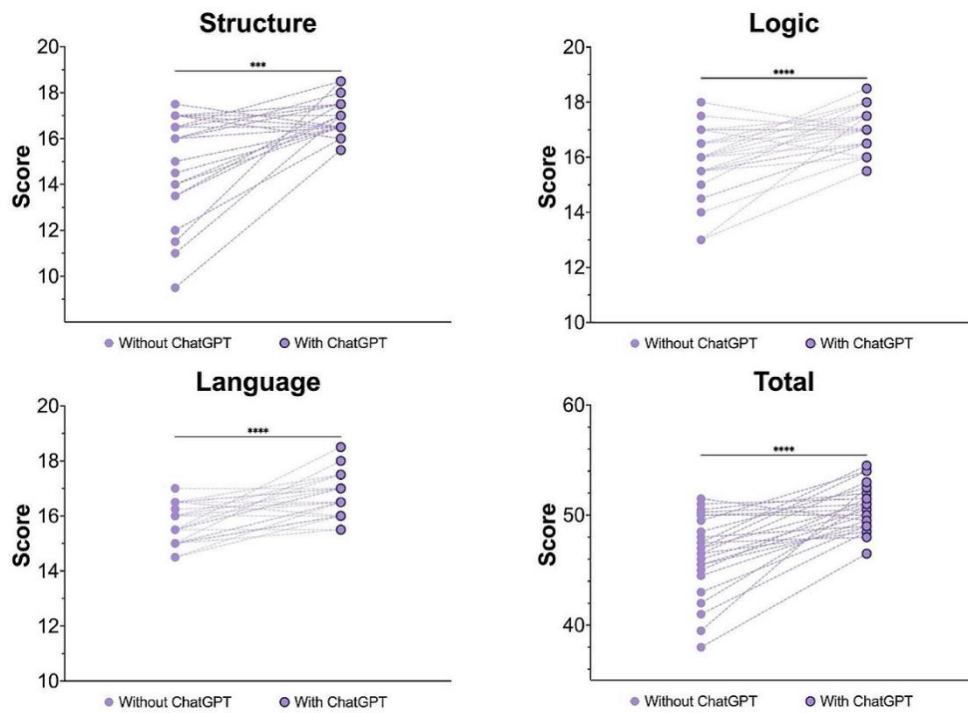 Structure
Score
20
18
16
14
12
10
***
Without ChatGPT
With ChatGPT
Logic
Score
20
18
16
14
12
10
****
Without ChatGPT
With ChatGPT
Language
Score
20
18
16
14
12
10
****
Without ChatGPT
With ChatGPT
Total
Score
60
50
40
****
Without ChatGPT
With ChatGPT